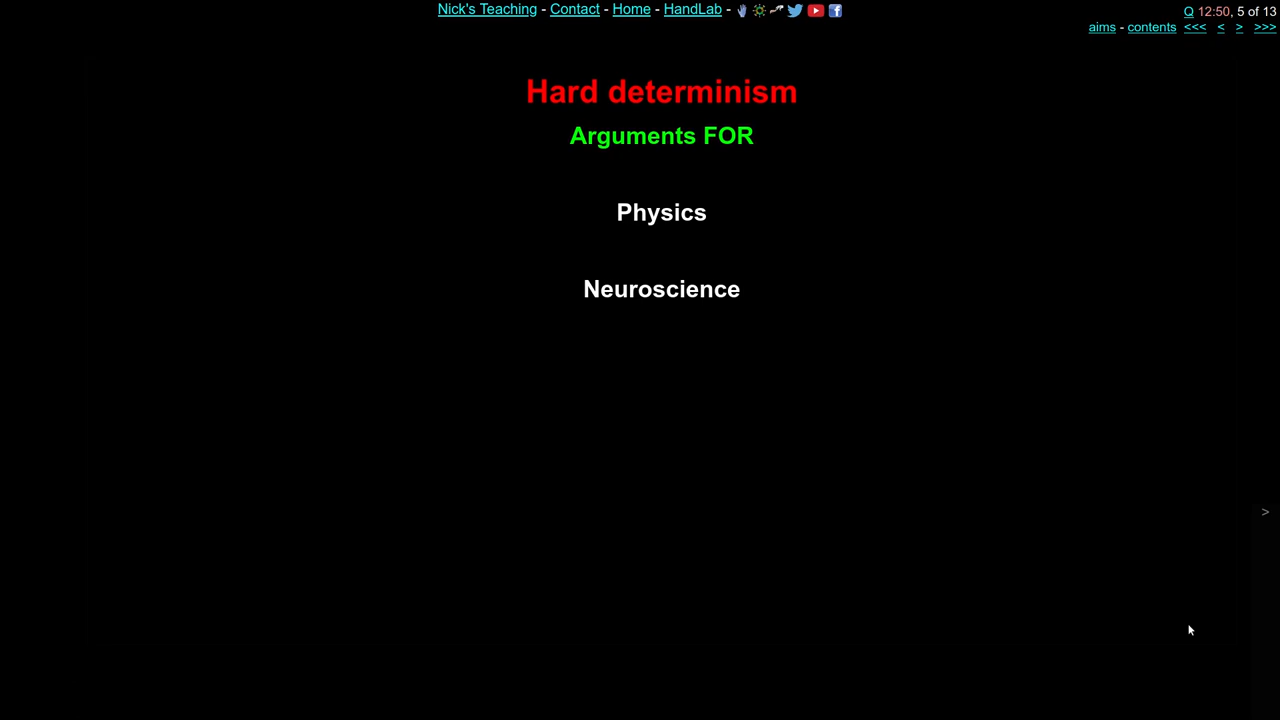 Nick's Teaching - Contact - Home - HandLab -
Q 12:50, 5 of 13
aims - contents <<< < > >>>
Hard determinism
Arguments FOR
Physics
Neuroscience
>